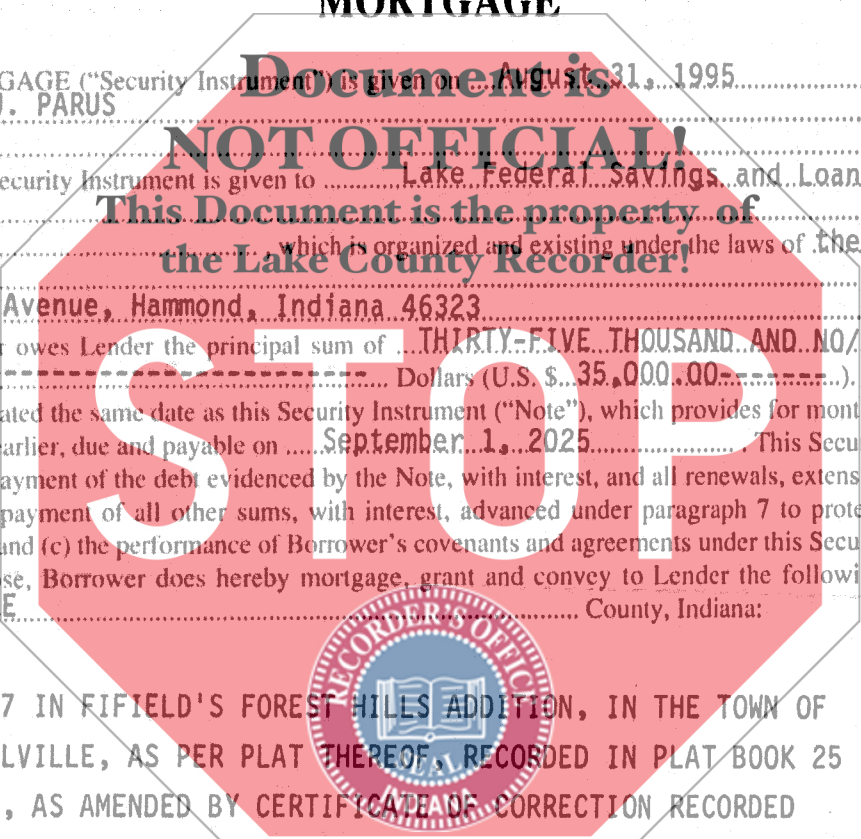 MORTGAGE
Document is
NOT OFFICIAL!
This Document is the property of
the Lake County Recorder!
STOP
GAGE ("Security Instrument") is given on August 31, 1995
J. PARUS
ecurity Instrument is given to Lake Federal Savings and Loan
, which is organized and existing under the laws of the
Avenue, Hammond, Indiana 46323
r owes Lender the principal sum of THIRTY-FIVE THOUSAND AND NO/
Dollars (U.S. $ 35,000.00--------).
ated the same date as this Security Instrument ("Note"), which provides for mont
earlier, due and payable on September 1, 2025. This Secu
ayment of the debt evidenced by the Note, with interest, and all renewals, extens
payment of all other sums, with interest, advanced under paragraph 7 to prote
and (c) the performance of Borrower's covenants and agreements under this Secu
se, Borrower does hereby mortgage, grant and convey to Lender the followi
E County, Indiana:
RECORDER'S OFFICE
SEAL
INDIANA
7 IN FIFIELD'S FOREST HILLS ADDITION, IN THE TOWN OF
LVILLE, AS PER PLAT THEREOF, RECORDED IN PLAT BOOK 25
, AS AMENDED BY CERTIFICATE OF CORRECTION RECORDED